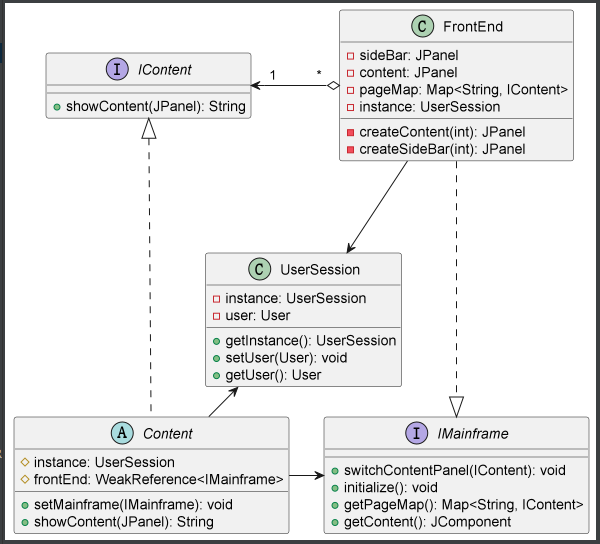 C FrontEnd
sideBar: JPanel
content: JPanel
pageMap: Map<String, IContent>
instance: UserSession
createContent(int): JPanel
createSideBar(int): JPanel
I IContent
showContent(JPanel): String
1 *
C UserSession
instance: UserSession
user: User
getInstance(): UserSession
setUser(User): void
getUser(): User
A Content
instance: UserSession
frontEnd: WeakReference<IMainframe>
setMainframe(IMainframe): void
showContent(JPanel): String
I IMainframe
switchContentPanel(IContent): void
initialize(): void
getPageMap(): Map<String, IContent>
getContent(): JComponent